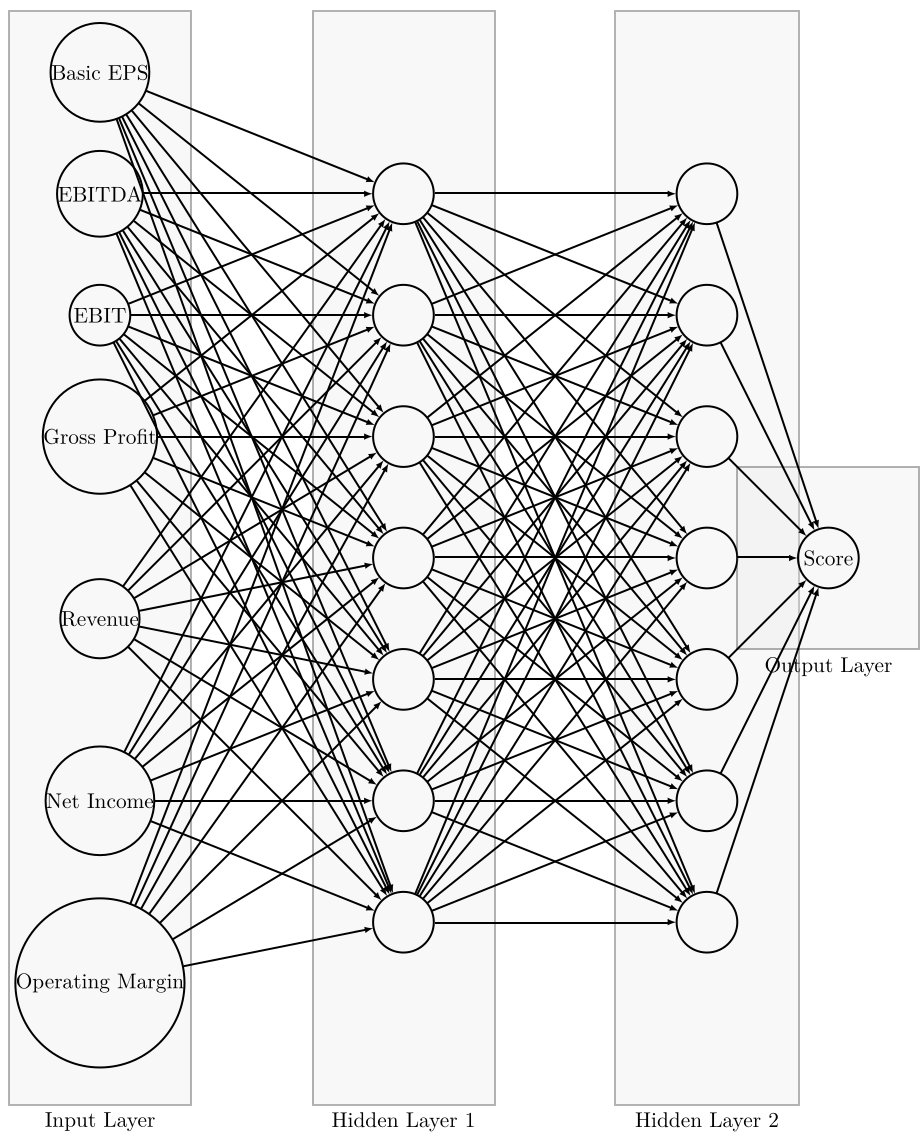 Basic EPS
EBITDA
EBIT
Gross Profit
Revenue
Net Income
Operating Margin
Score
Output Layer
Input Layer
Hidden Layer 1
Hidden Layer 2